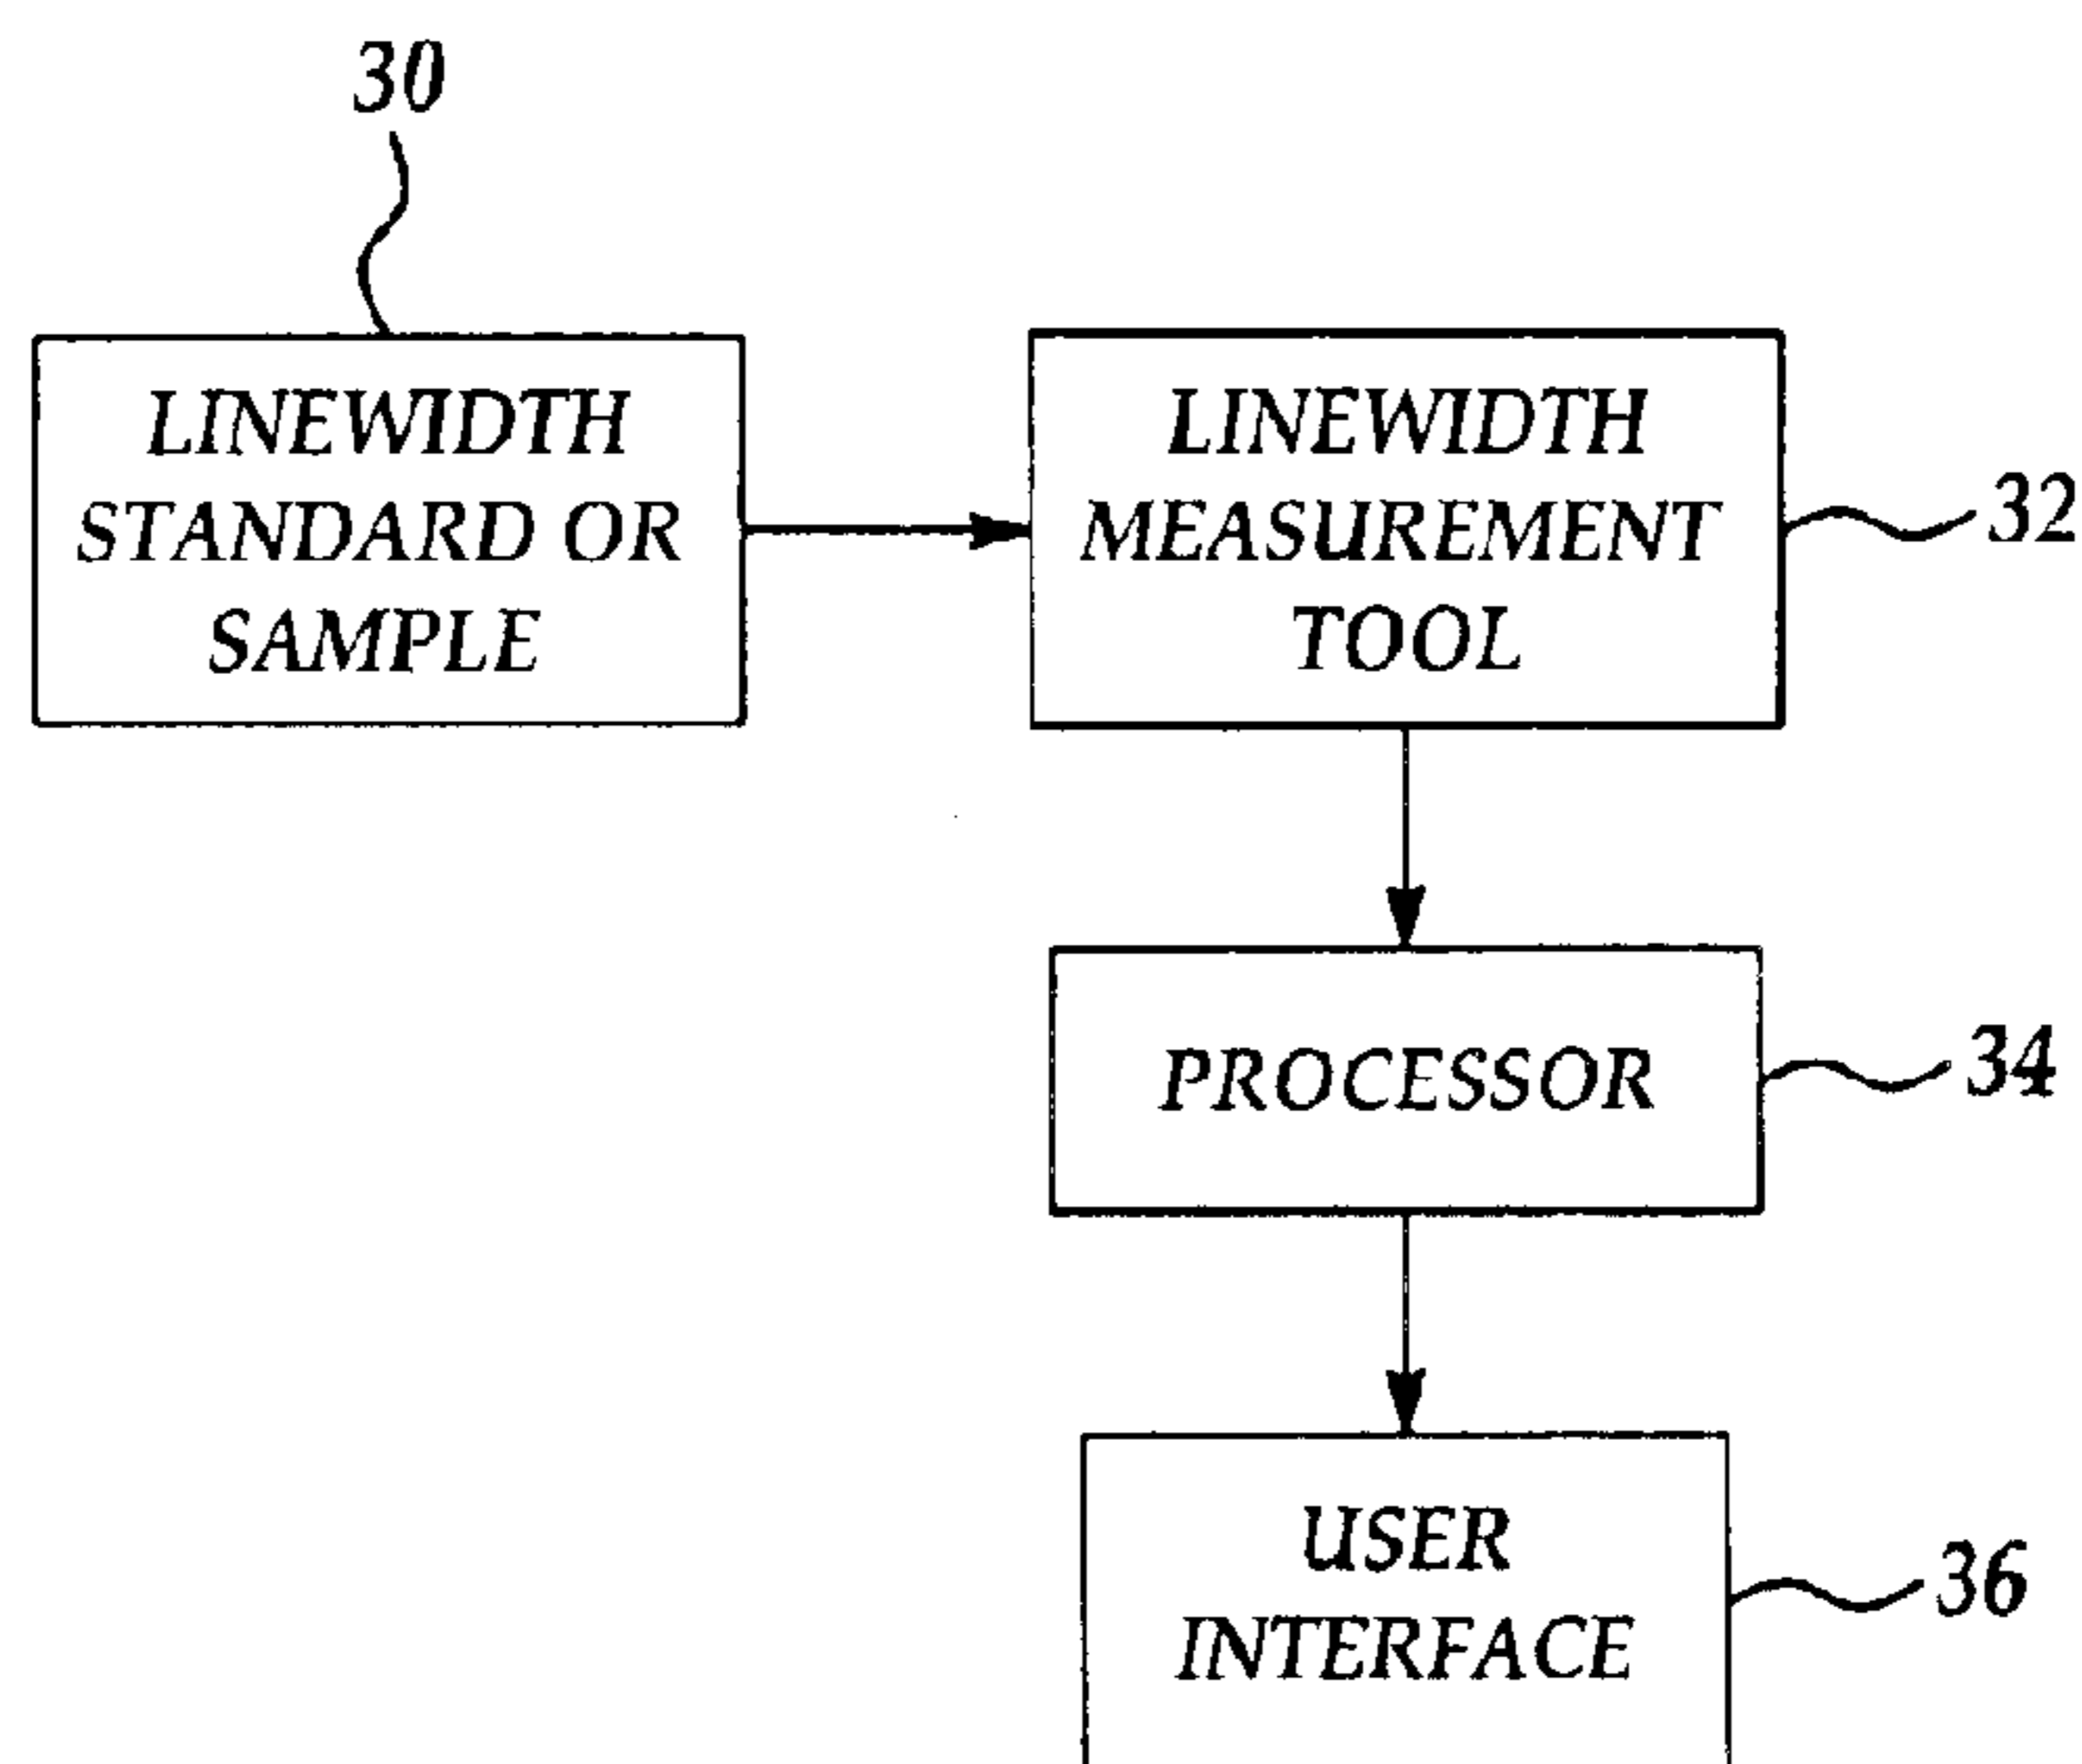 30
LINEWIDTH
STANDARD OR
SAMPLE
LINEWIDTH
MEASUREMENT
TOOL
32
PROCESSOR
34
USER
INTERFACE
36